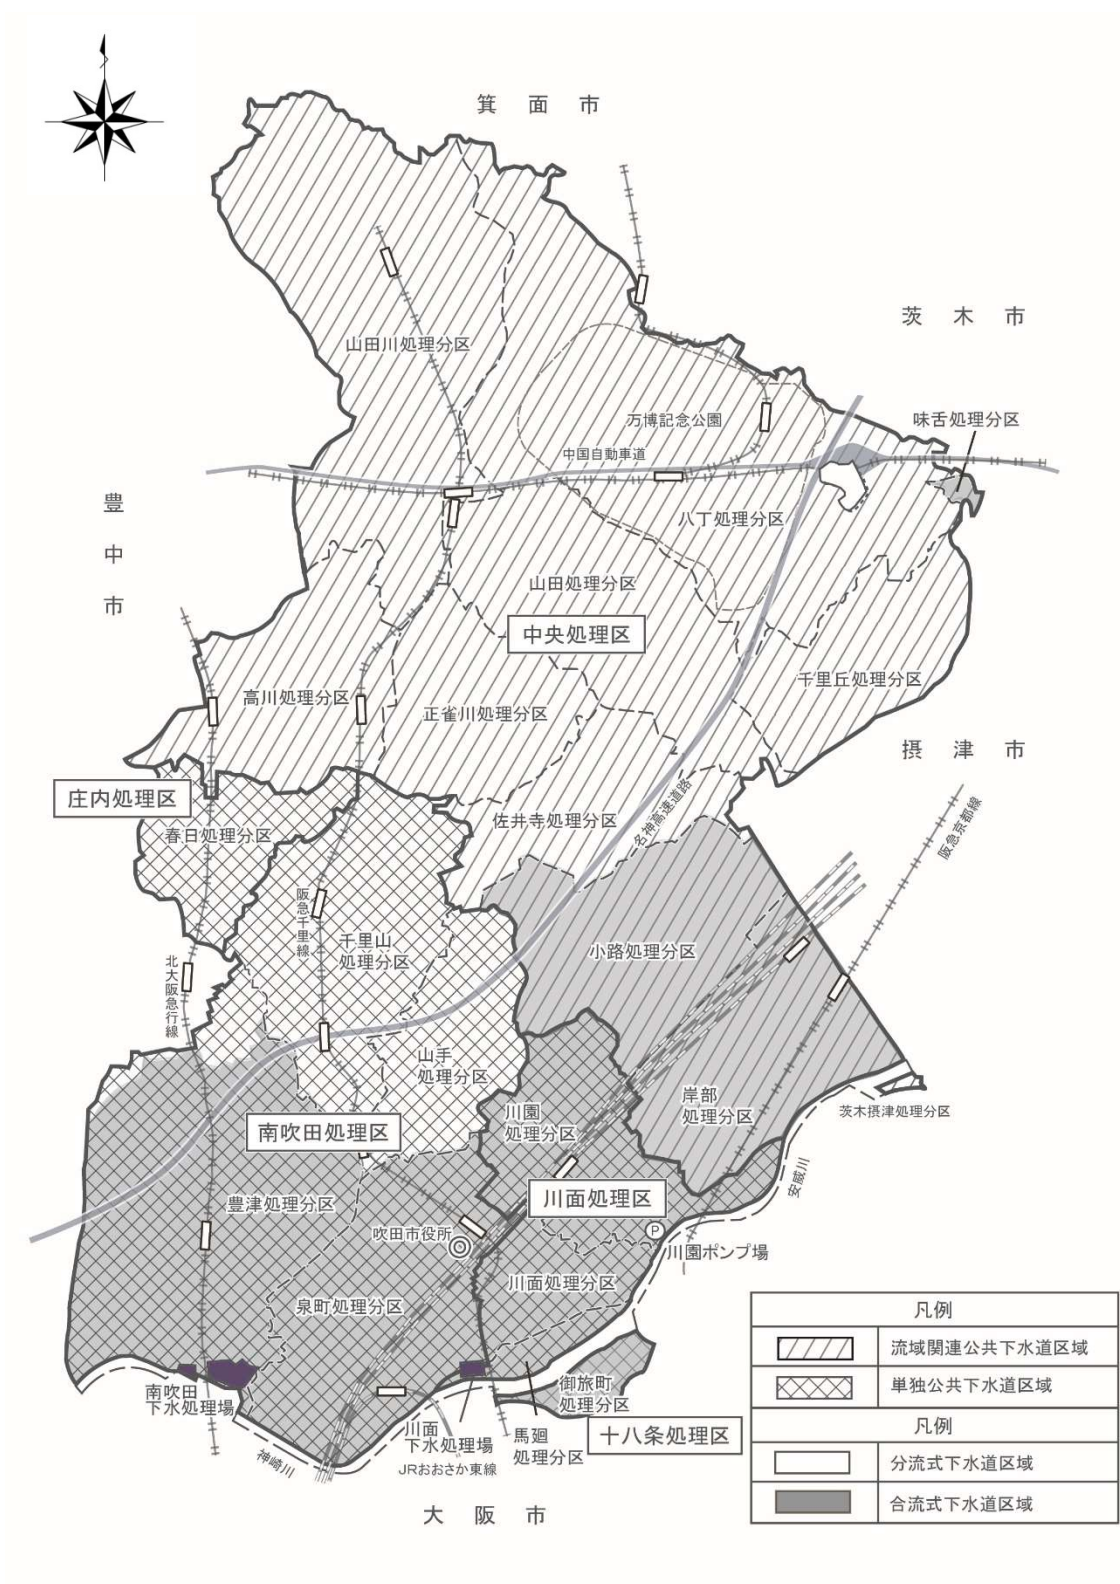 箕面市
茨木市
山田川処理分区
万博記念公園
味舌処理分区
中国自動車道
豊中市
八丁処理分区
山田処理分区
中央処理区
千里丘処理分区
高川処理分区
正雀川処理分区
摂津市
庄内処理区
春日処理分区
佐井寺処理分区
名神高速道路
阪急京都線
阪急千里線
千里山
処理分区
小路処理分区
北大阪急行線
山手
処理分区
岸部
処理分区
川園
処理分区
茨木摂津処理分区
南吹田処理区
安威川
豊津処理分区
川面処理区
吹田市役所
P
川園ポンプ場
川面処理分区
泉町処理分区
南吹田
下水処理場
御旅町
処理分区
川面
下水処理場
馬廻
処理分区
十八条処理区
神崎川
JRおおさか東線
大阪市
凡例
流域関連公共下水道区域
単独公共下水道区域
凡例
分流式下水道区域
合流式下水道区域